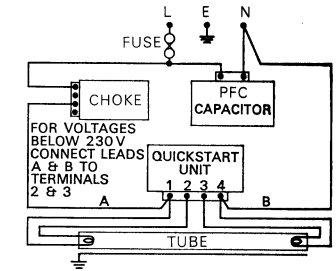 L E N
FUSE
CHOKE
PFC
CAPACITOR
FOR VOLTAGES
BELOW 230V
CONNECT LEADS
A & B TO
TERMINALS
2 & 3
QUICKSTART
UNIT
1 2 3 4
A
B
TUBE